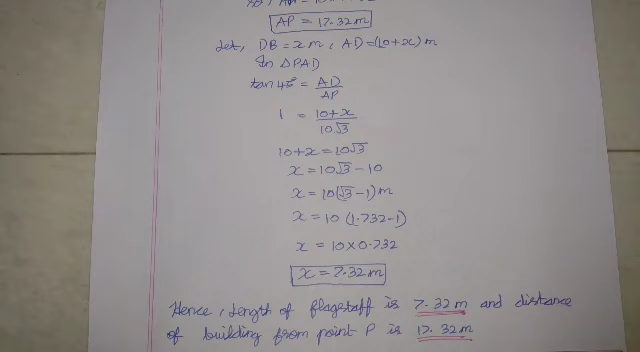 AP = 17.32 m
Let, DB = x m, AD = (10+x) m
In ΔPAD
tan 45° = AD/AP
1 = 10+x/10√3
10+x = 10√3
x = 10√3 - 10
x = 10(√3-1) m
x = 10 (1.732-1)
x = 10 × 0.732
x = 7.32 m
Hence, Length of flagstaff is 7.32 m and distance
of building from point P is 17.32 m